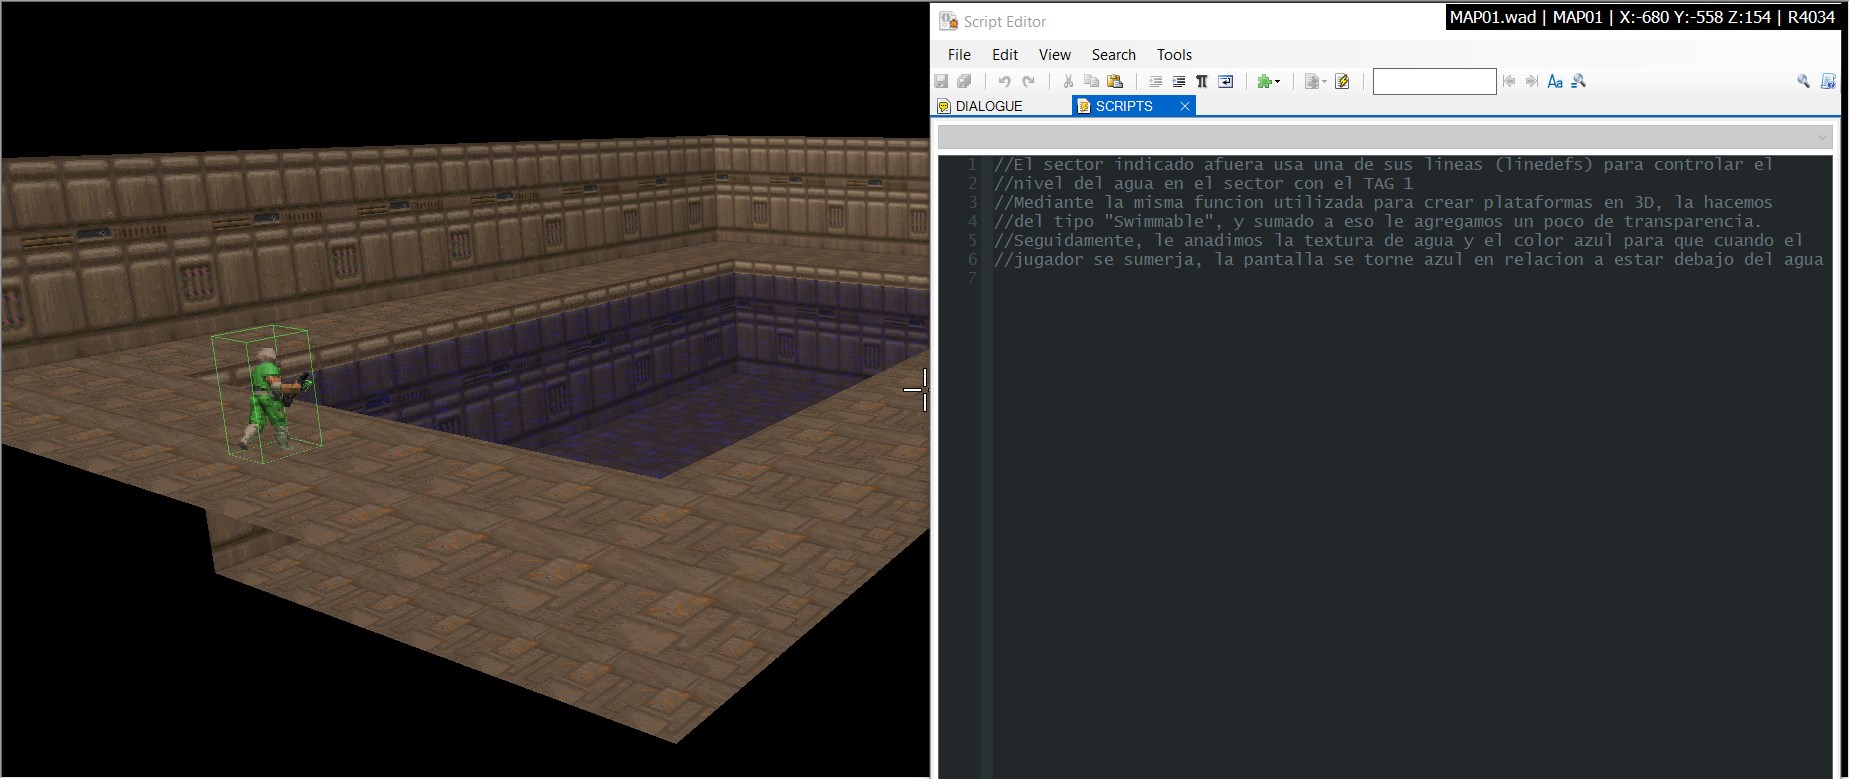 Script Editor
MAP01.wad | MAP01 | X:-680 Y:-558 Z:154 | R4034
File Edit View Search Tools
DIALOGUE SCRIPTS
1 //El sector indicado afuera usa una de sus lineas (linedefs) para controlar el
2 //nivel del agua en el sector con el TAG 1
3 //Mediante la misma funcion utilizada para crear plataformas en 3D, la hacemos
4 //del tipo "Swimmable", y sumado a eso le agregamos un poco de transparencia.
5 //Seguidamente, le anadimos la textura de agua y el color azul para que cuando el
6 //jugador se sumerja, la pantalla se torne azul en relacion a estar debajo del agua
7